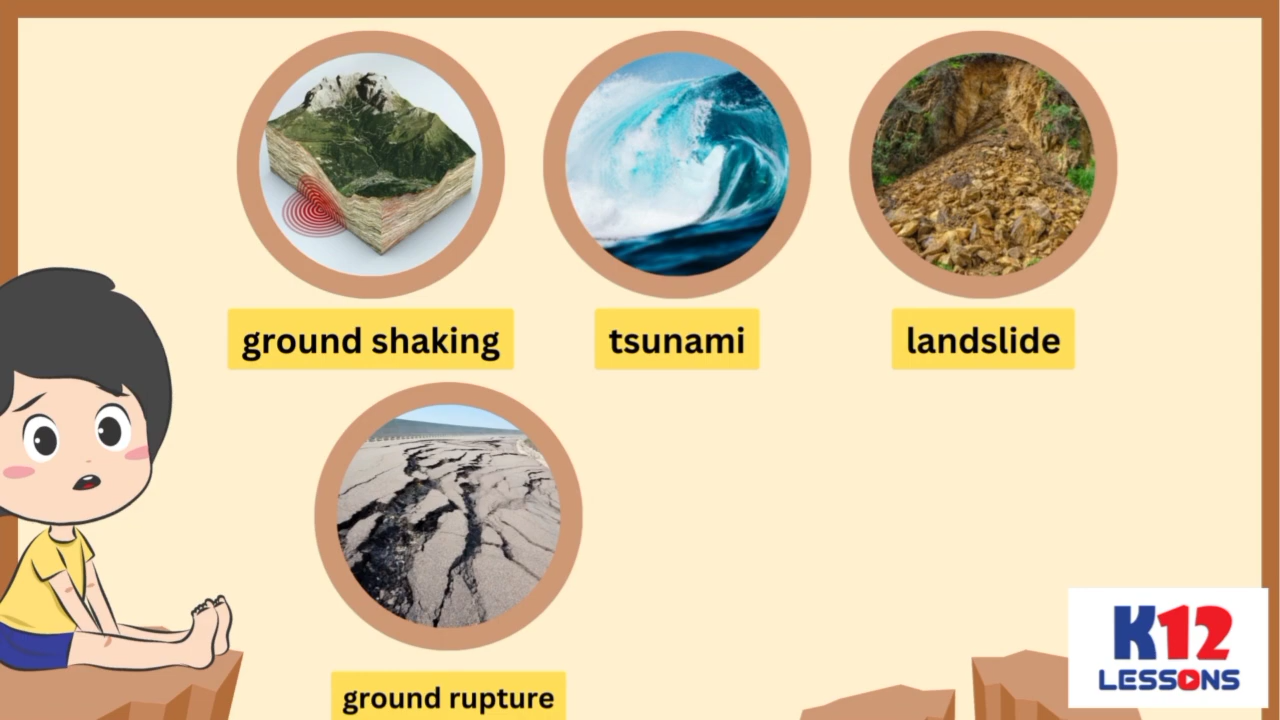 ground shaking
tsunami
landslide
ground rupture
K12
LESSONS